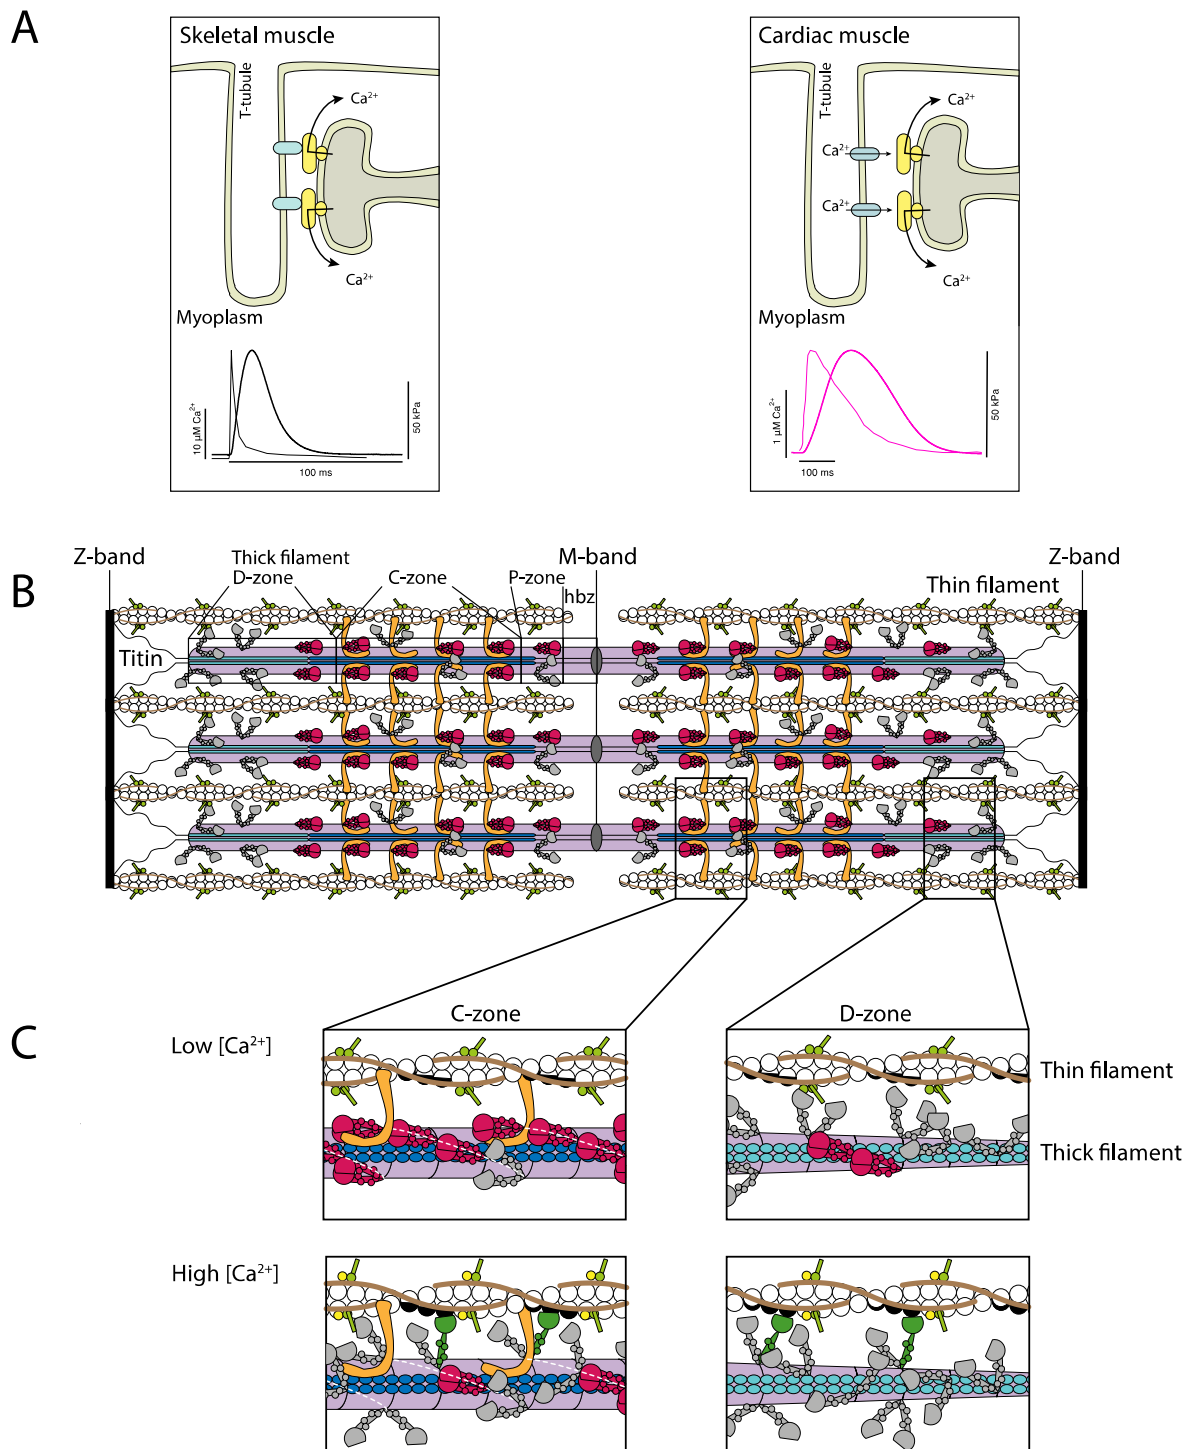 A
Skeletal muscle
T-tubule
Ca²⁺
Ca²⁺
Myoplasm
10 µM Ca²⁺
50 kPa
100 ms
Cardiac muscle
T-tubule
Ca²⁺
Ca²⁺
Ca²⁺
Ca²⁺
Myoplasm
1 µM Ca²⁺
50 kPa
100 ms
B
Z-band
Thick filament
D-zone
C-zone
P-zone
hbz
M-band
Thin filament
Z-band
Titin
C
C-zone
D-zone
Low [Ca²⁺]
Thin filament
Thick filament
High [Ca²⁺]